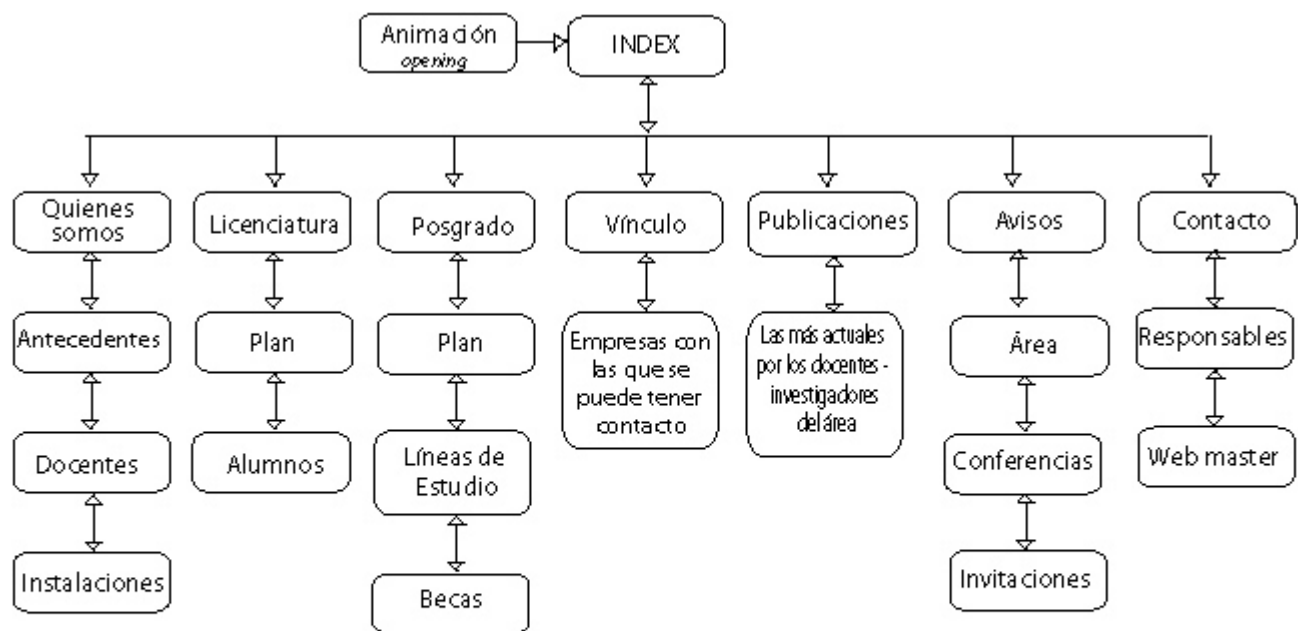 Animación
opening
INDEX
Quienes
somos
Licenciatura
Posgrado
Vínculo
Publicaciones
Avisos
Contacto
Antecedentes
Plan
Plan
Empresas con
las que se
puede tener
contacto
Las más actuales
por los docentes -
investigadores
del área
Área
Responsables
Docentes
Alumnos
Líneas de
Estudio
Conferencias
Web master
Instalaciones
Becas
Invitaciones